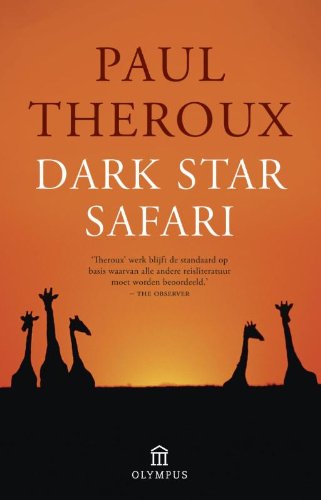 PAUL
THEROUX
DARK STAR
SAFARI
‘Theroux’ werk blijft de standaard op
basis waarvan alle andere reisliteratuur
moet worden beoordeeld.’
– THE OBSERVER
OLYMPUS